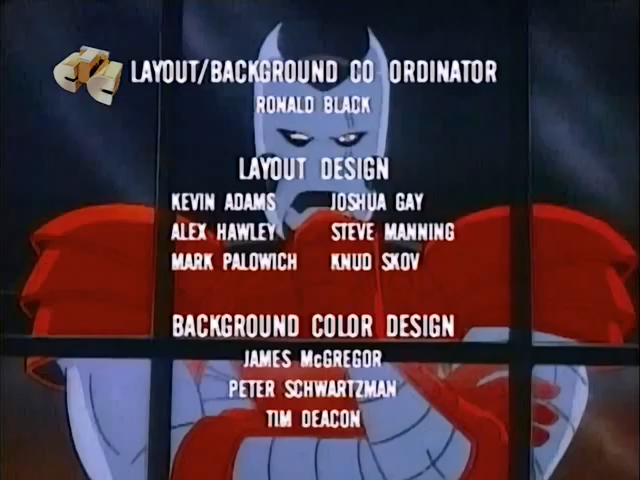 LAYOUT/BACKGROUND CO ORDINATOR
RONALD BLACK
LAYOUT DESIGN
KEVIN ADAMS JOSHUA GAY
ALEX HAWLEY STEVE MANNING
MARK PALOWICH KNUD SKOV
BACKGROUND COLOR DESIGN
JAMES McGREGOR
PETER SCHWARTZMAN
TIM DEACON